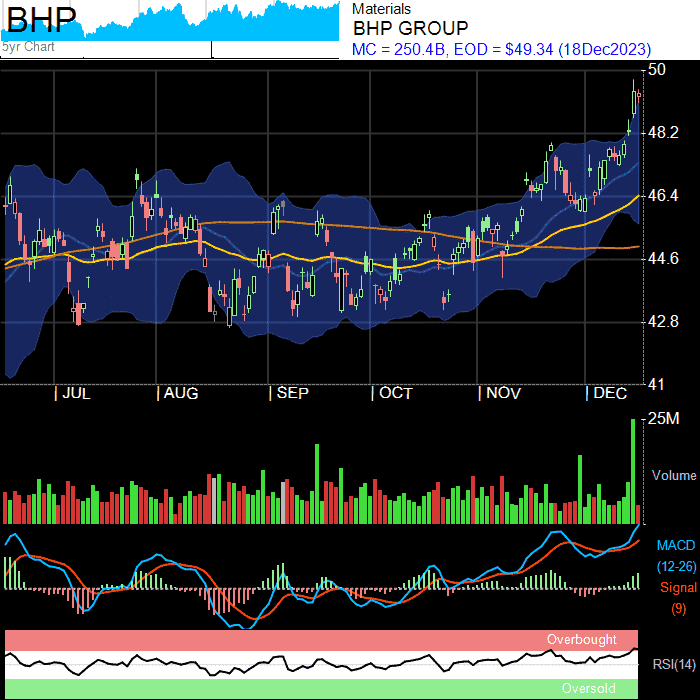 BHP
5yr Chart
Materials
BHP GROUP
MC = 250.4B, EOD = $49.34 (18Dec2023)
50
48.2
46.4
44.6
42.8
41
JUL AUG SEP OCT NOV DEC
25M
Volume
MACD
(12-26)
Signal
(9)
Overbought
RSI(14)
Oversold